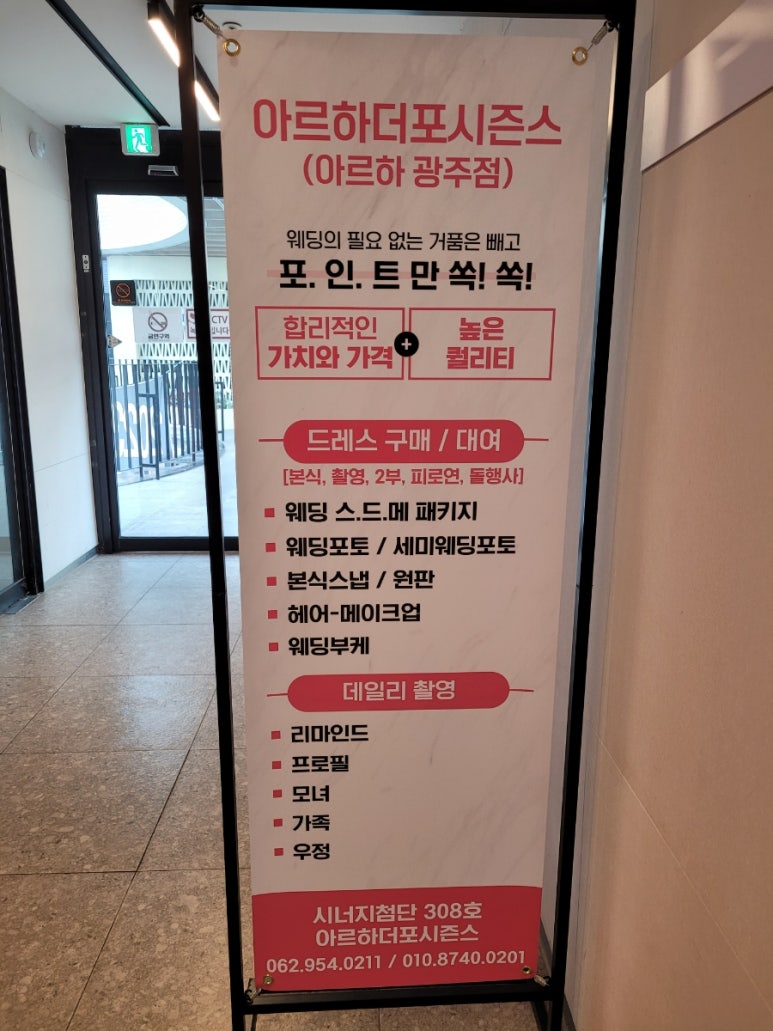 아르하더포시즌스
(아르하 광주점)
웨딩의 필요 없는 거품은 빼고
포. 인. 트 만 쏙! 쏙!
합리적인
가치와 가격
+
높은
퀄리티
드레스 구매 / 대여
[본식, 촬영, 2부, 피로연, 돌행사]
웨딩 스.드.메 패키지
웨딩포토 / 세미웨딩포토
본식스냅 / 원판
헤어-메이크업
웨딩부케
데일리 촬영
리마인드
프로필
모녀
가족
우정
시너지첨단 308호
아르하더포시즌스
062.954.0211 / 010.8740.0201
금연구역
CTV